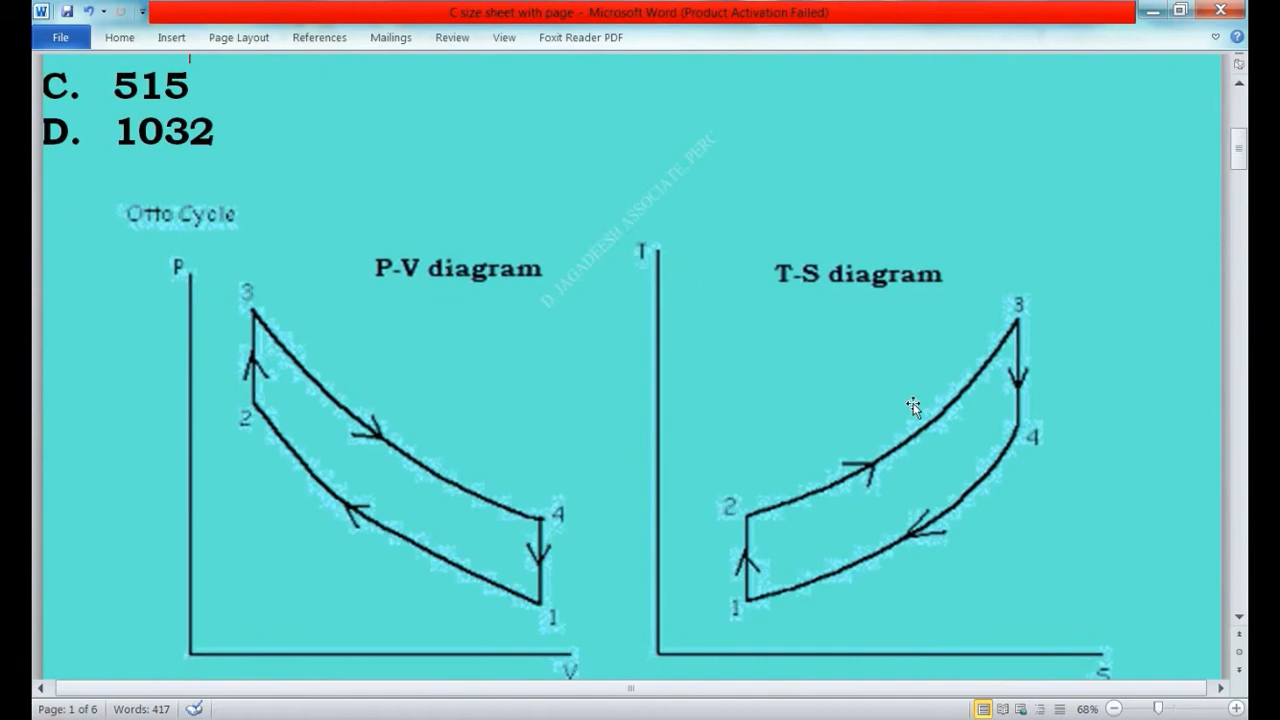 C size sheet with page - Microsoft Word (Product Activation Failed)
File Home Insert Page Layout References Mailings Review View Foxit Reader PDF
C. 515
D. 1032
Otto Cycle
P
P-V diagram
3
2
4
1
V
T
T-S diagram
3
2
4
1
S
D JAGADEESH ASSOCIATE_PERC
Page: 1 of 6 Words: 417 68%